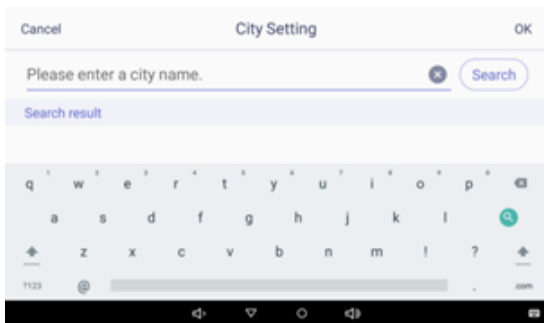 Cancel City Setting OK
Please enter a city name. Search
Search result
q w e r t y u i o p
a s d f g h j k l
z x c v b n m ! ?
?123 @ . .com